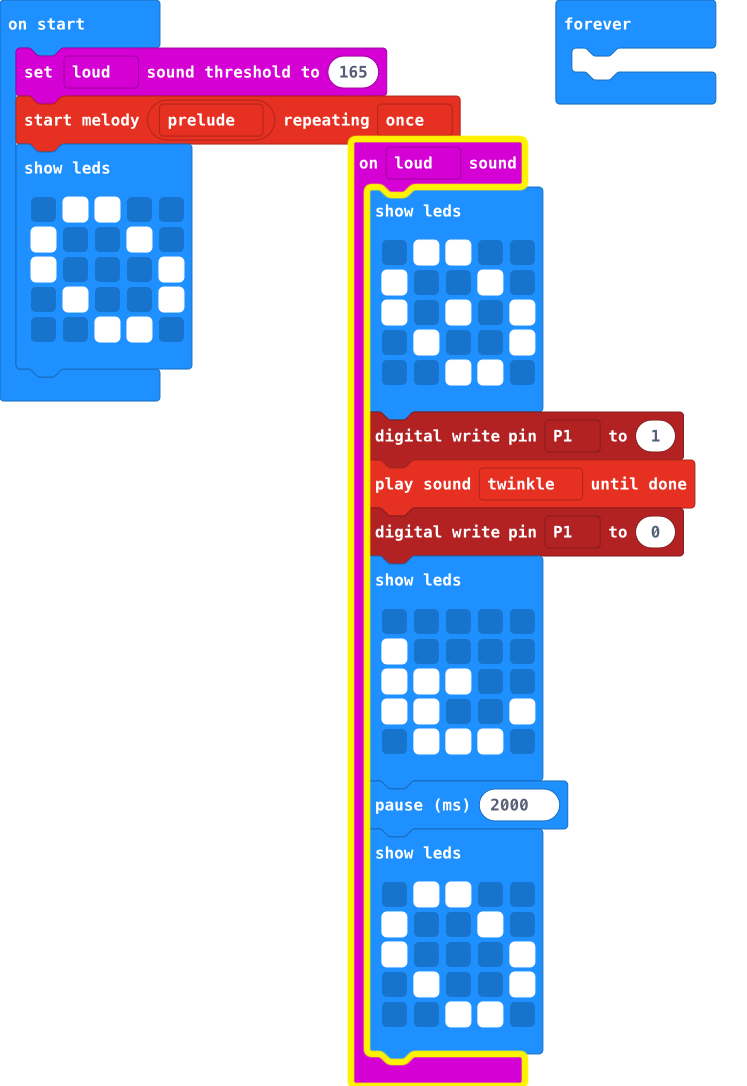 on start
set loud sound threshold to 165
start melody prelude repeating once
show leds
forever
on loud sound
show leds
digital write pin P1 to 1
play sound twinkle until done
digital write pin P1 to 0
show leds
pause (ms) 2000
show leds